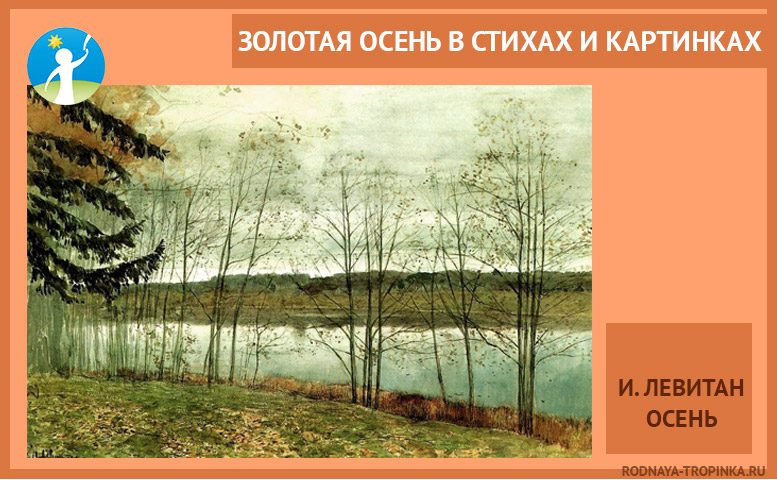 ЗОЛОТАЯ ОСЕНЬ В СТИХАХ И КАРТИНКАХ
И. ЛЕВИТАН
ОСЕНЬ
RODNAYA-TROPINKA.RU